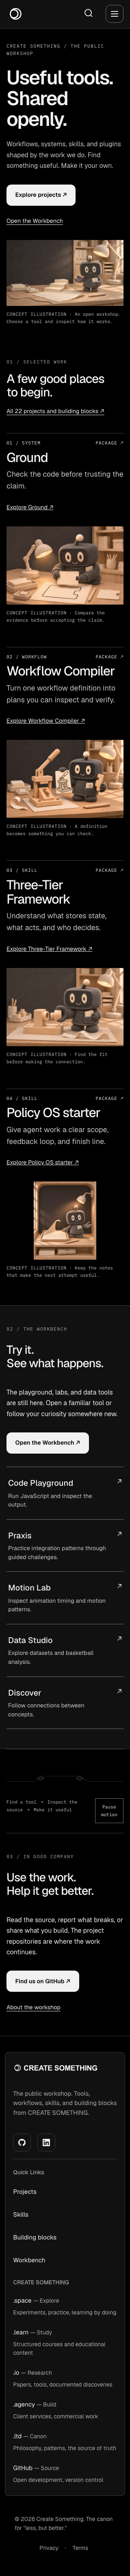 CREATE SOMETHING / THE PUBLIC
WORKSHOP
Useful tools.
Shared
openly.
Workflows, systems, skills, and plugins
shaped by the work we do. Find
something useful. Make it your own.
Explore projects ↗
Open the Workbench
CONCEPT ILLUSTRATION · An open workshop.
Choose a tool and inspect how it works.
01 / SELECTED WORK
A few good places
to begin.
All 22 projects and building blocks ↗
01 / SYSTEM
PACKAGE ↗
Ground
Check the code before trusting the
claim.
Explore Ground ↗
CONCEPT ILLUSTRATION · Compare the
evidence before accepting the claim.
02 / WORKFLOW
PACKAGE ↗
Workflow Compiler
Turn one workflow definition into
plans you can inspect and verify.
Explore Workflow Compiler ↗
CONCEPT ILLUSTRATION · A definition
becomes something you can check.
03 / SKILL
PACKAGE ↗
Three-Tier
Framework
Understand what stores state,
what acts, and who decides.
Explore Three-Tier Framework ↗
CONCEPT ILLUSTRATION · Find the fit
before making the connection.
04 / SKILL
PACKAGE ↗
Policy OS starter
Give agent work a clear scope,
feedback loop, and finish line.
Explore Policy OS starter ↗
CONCEPT ILLUSTRATION · Keep the notes
that make the next attempt useful.
02 / THE WORKBENCH
Try it.
See what happens.
The playground, labs, and data tools
are still here. Open a familiar tool or
follow your curiosity somewhere new.
Open the Workbench ↗
Code Playground ↗
Run JavaScript and inspect the
output.
Praxis ↗
Practice integration patterns through
guided challenges.
Motion Lab ↗
Inspect animation timing and motion
patterns.
Data Studio ↗
Explore datasets and basketball
analysis.
Discover ↗
Follow connections between
concepts.
Find a tool → Inspect the
source → Make it useful
Pause
motion
03 / IN GOOD COMPANY
Use the work.
Help it get better.
Read the source, report what breaks, or
share what you build. The project
repositories are where the work
continues.
Find us on GitHub ↗
About the workshop
CREATE SOMETHING
The public workshop. Tools,
workflows, skills, and building blocks
from CREATE SOMETHING.
Quick Links
Projects
Skills
Building blocks
Workbench
CREATE SOMETHING
.space — Explore
Experiments, practice, learning by doing
.learn — Study
Structured courses and educational
content
.io — Research
Papers, tools, documented discoveries
.agency — Build
Client services, commercial work
.ltd — Canon
Philosophy, patterns, the source of truth
GitHub — Source
Open development, version control
© 2026 Create Something. The canon
for "less, but better."
Privacy · Terms